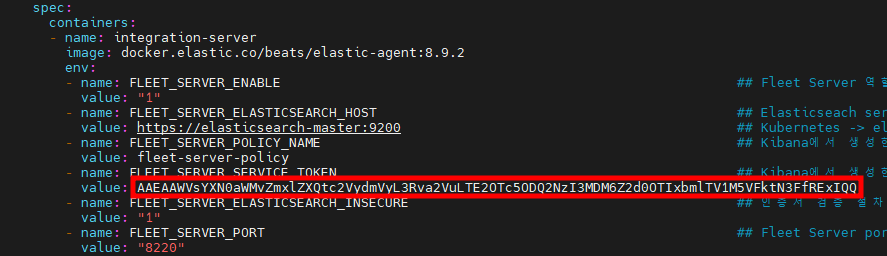 spec:
containers:
- name: integration-server
image: docker.elastic.co/beats/elastic-agent:8.9.2
env:
- name: FLEET_SERVER_ENABLE ## Fleet Server 역할
value: "1"
- name: FLEET_SERVER_ELASTICSEARCH_HOST ## Elasticseach ser
value: https://elasticsearch-master:9200 ## Kubernetes -> el
- name: FLEET_SERVER_POLICY_NAME ## Kibana에서 생성한
value: fleet-server-policy
- name: FLEET_SERVER_SERVICE_TOKEN ## Kibana에서 생성한
value: AAEAAWVsYXN0aWMvZmxlZXQtc2VydmVyL3Rva2VuLTE2OTc5ODQ2NzI3MDM6Z2d0OTIxbmlTV1M5VFktN3FfRExIQQ
- name: FLEET_SERVER_ELASTICSEARCH_INSECURE ## 인증서 검증 절차
value: "1"
- name: FLEET_SERVER_PORT ## Fleet Server por
value: "8220"